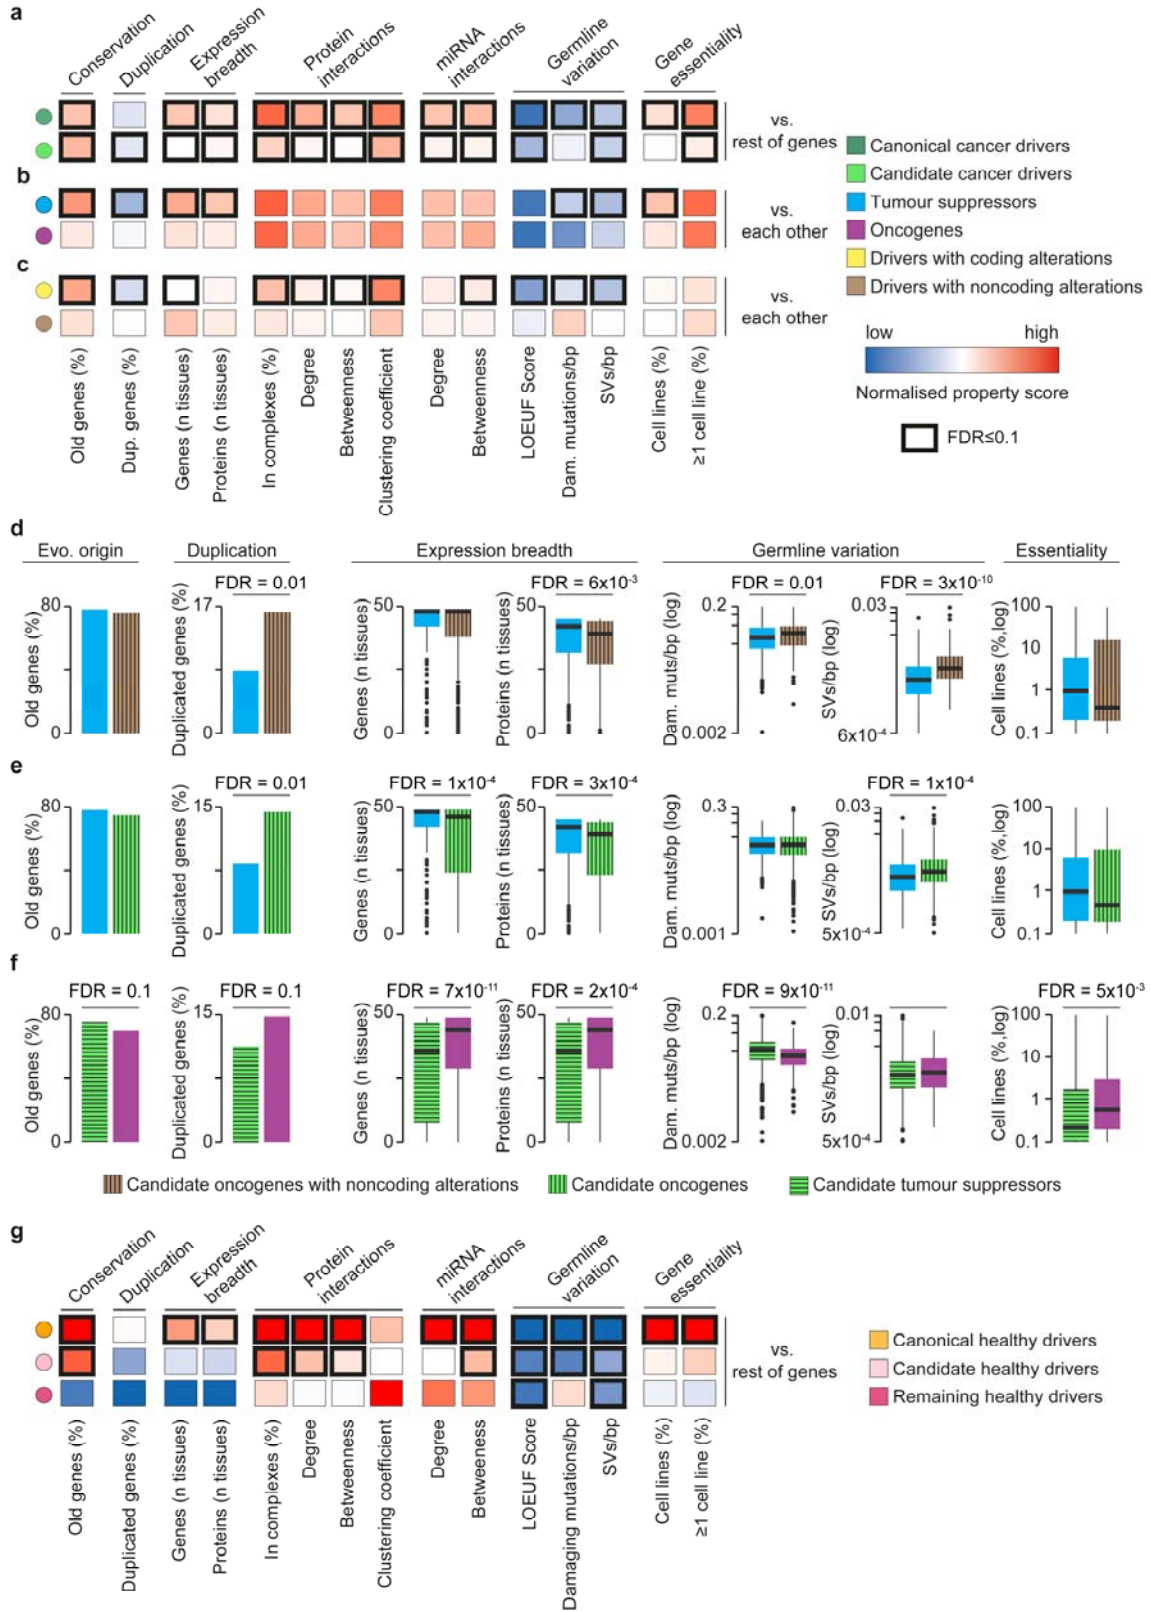 a
Conservation
Duplication
Expression
breadth
Protein
interactions
miRNA
interactions
Germline
variation
Gene
essentiality
vs.
rest of genes
Canonical cancer drivers
Candidate cancer drivers
Tumour suppressors
Oncogenes
Drivers with coding alterations
Drivers with noncoding alterations
b
vs.
each other
c
vs.
each other
low high
Normalised property score
FDR≤0.1
Old genes (%)
Dup. genes (%)
Genes (n tissues)
Proteins (n tissues)
In complexes (%)
Degree
Betweenness
Clustering coefficient
Degree
Betweenness
LOEUF Score
Dam. mutations/bp
SVs/bp
Cell lines (%)
≥1 cell line (%)
d
Evo. origin
Duplication
Expression breadth
Germline variation
Essentiality
FDR = 0.01
FDR = 6x10-3
FDR = 0.01
FDR = 3x10-10
Old genes (%)
80
0
Duplicated genes (%)
17
0
Genes (n tissues)
50
0
Proteins (n tissues)
50
0
Dam. muts/bp (log)
0.2
0.002
SVs/bp (log)
0.03
6x10-4
Cell lines (%,log)
100
10
1
0.1
e
FDR = 0.01
FDR = 1x10-4
FDR = 3x10-4
FDR = 1x10-4
Old genes (%)
80
0
Duplicated genes (%)
15
0
Genes (n tissues)
50
0
Proteins (n tissues)
50
0
Dam. muts/bp (log)
0.3
0.001
SVs/bp (log)
0.03
5x10-4
Cell lines (%,log)
100
10
1
0.1
f
FDR = 0.1
FDR = 0.1
FDR = 7x10-11
FDR = 2x10-4
FDR = 9x10-11
FDR = 5x10-3
Old genes (%)
80
0
Duplicated genes (%)
15
0
Genes (n tissues)
50
0
Proteins (n tissues)
50
0
Dam. muts/bp (log)
0.2
0.002
SVs/bp (log)
0.01
5x10-4
Cell lines (%,log)
100
10
1
0.1
Candidate oncogenes with noncoding alterations
Candidate oncogenes
Candidate tumour suppressors
g
Conservation
Duplication
Expression
breadth
Protein
interactions
miRNA
interactions
Germline
variation
Gene
essentiality
vs.
rest of genes
Canonical healthy drivers
Candidate healthy drivers
Remaining healthy drivers
Old genes (%)
Duplicated genes (%)
Genes (n tissues)
Proteins (n tissues)
In complexes (%)
Degree
Betweenness
Clustering coefficient
Degree
Betweeness
LOEUF Score
Damaging mutations/bp
SVs/bp
Cell lines (%)
≥1 cell line (%)